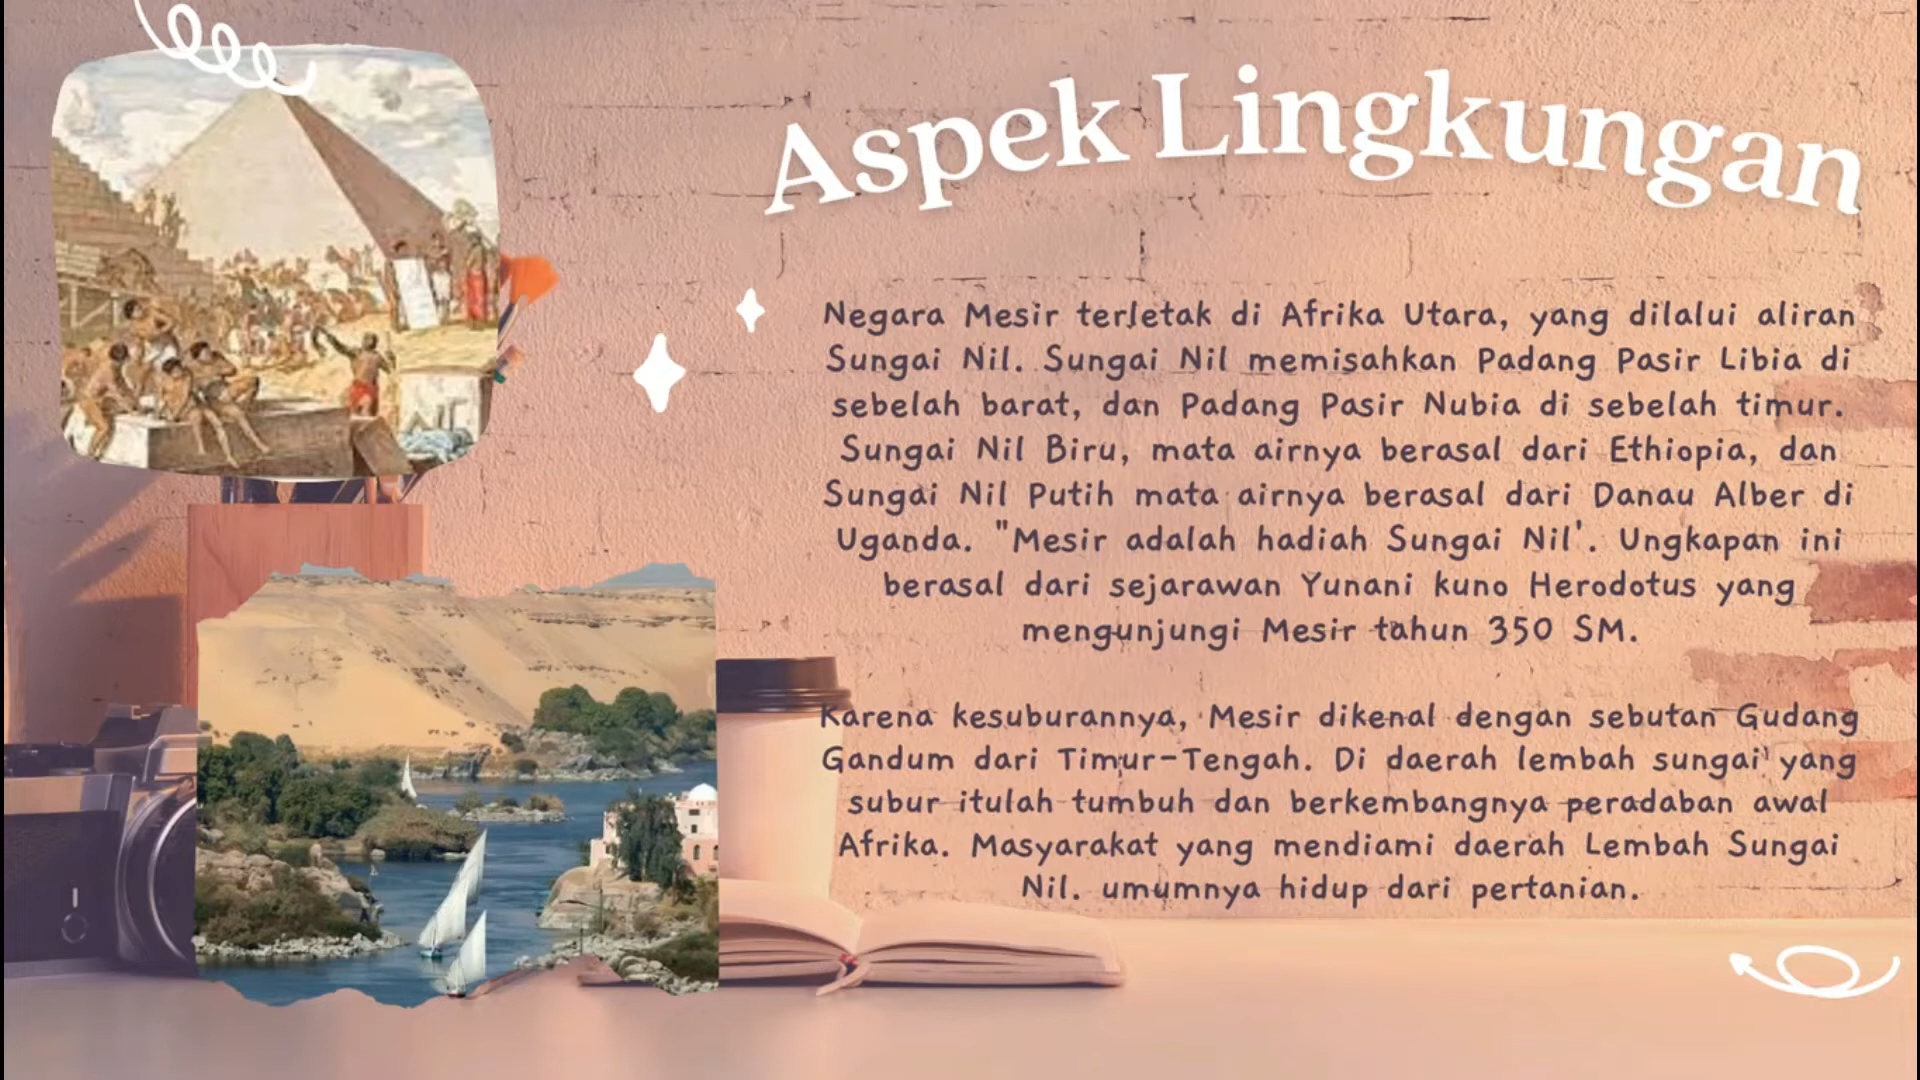 Aspek Lingkungan
Negara Mesir terletak di Afrika Utara, yang dilalui aliran
Sungai Nil. Sungai Nil memisahkan Padang Pasir Libia di
sebelah barat, dan Padang Pasir Nubia di sebelah timur.
Sungai Nil Biru, mata airnya berasal dari Ethiopia, dan
Sungai Nil Putih mata airnya berasal dari Danau Alber di
Uganda. "Mesir adalah hadiah Sungai Nil'. Ungkapan ini
berasal dari sejarawan Yunani kuno Herodotus yang
mengunjungi Mesir tahun 350 SM.
Karena kesuburannya, Mesir dikenal dengan sebutan Gudang
Gandum dari Timur-Tengah. Di daerah lembah sungai yang
subur itulah tumbuh dan berkembangnya peradaban awal
Afrika. Masyarakat yang mendiami daerah Lembah Sungai
Nil. umumnya hidup dari pertanian.